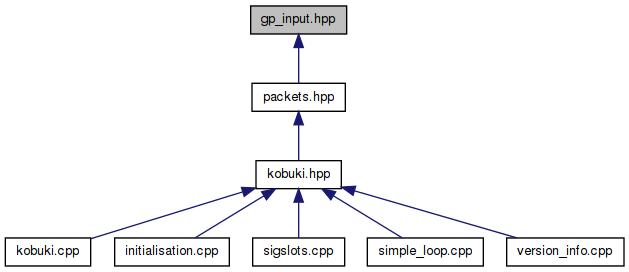 gp_input.hpp
packets.hpp
kobuki.hpp
kobuki.cpp
initialisation.cpp
sigslots.cpp
simple_loop.cpp
version_info.cpp